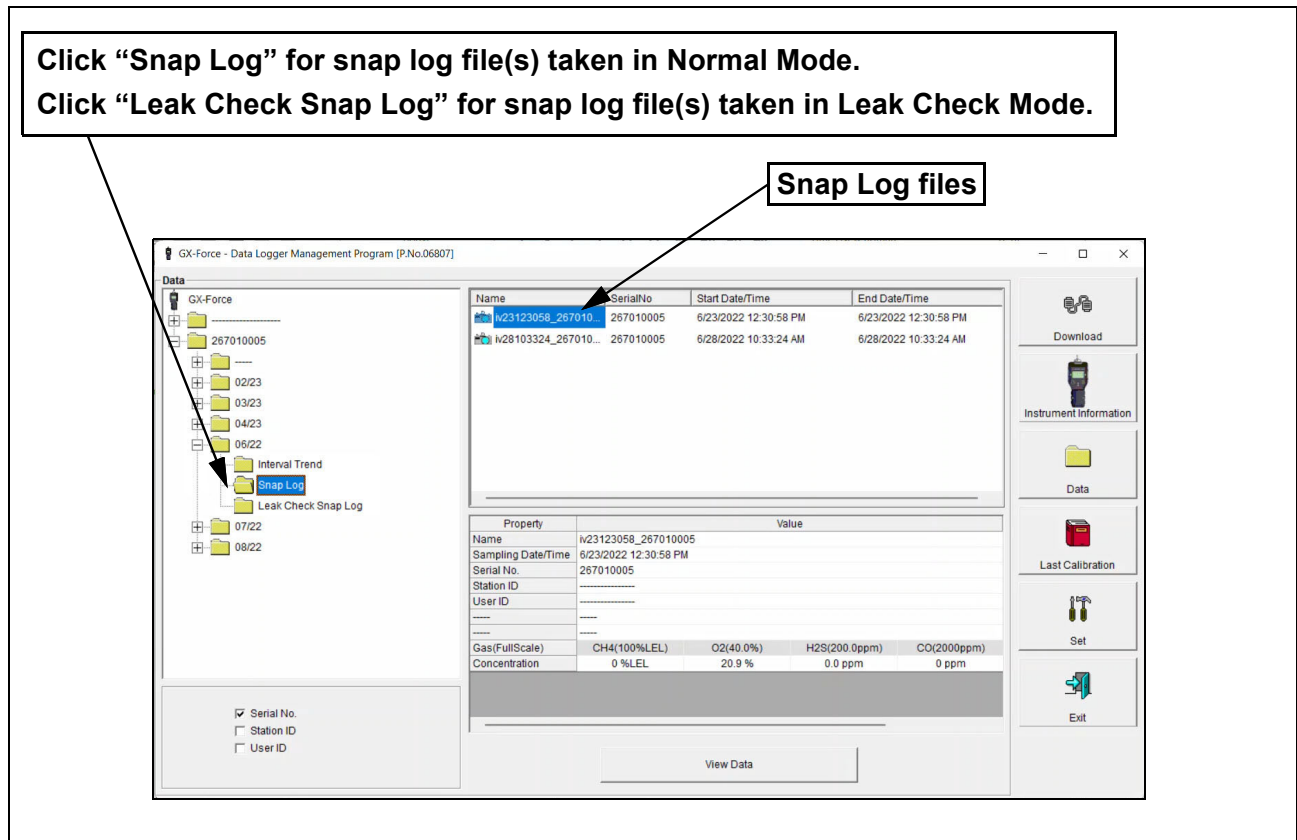 Click “Snap Log” for snap log file(s) taken in Normal Mode.
Click “Leak Check Snap Log” for snap log file(s) taken in Leak Check Mode.
Snap Log files
GX-Force - Data Logger Management Program [P.No.06807]
Data
GX-Force
--------------------
267010005
-----
02/23
03/23
04/23
06/22
Interval Trend
Snap Log
Leak Check Snap Log
07/22
08/22
Serial No.
Station ID
User ID
Name SerialNo Start Date/Time End Date/Time
iv23123058_267010... 267010005 6/23/2022 12:30:58 PM 6/23/2022 12:30:58 PM
iv28103324_267010... 267010005 6/28/2022 10:33:24 AM 6/28/2022 10:33:24 AM
Property Value
Name iv23123058_267010005
Sampling Date/Time 6/23/2022 12:30:58 PM
Serial No. 267010005
Station ID ----------------
User ID ----------------
----- -----
----- -----
Gas(FullScale) CH4(100%LEL) O2(40.0%) H2S(200.0ppm) CO(2000ppm)
Concentration 0 %LEL 20.9 % 0.0 ppm 0 ppm
View Data
Download
Instrument Information
Data
Last Calibration
Set
Exit